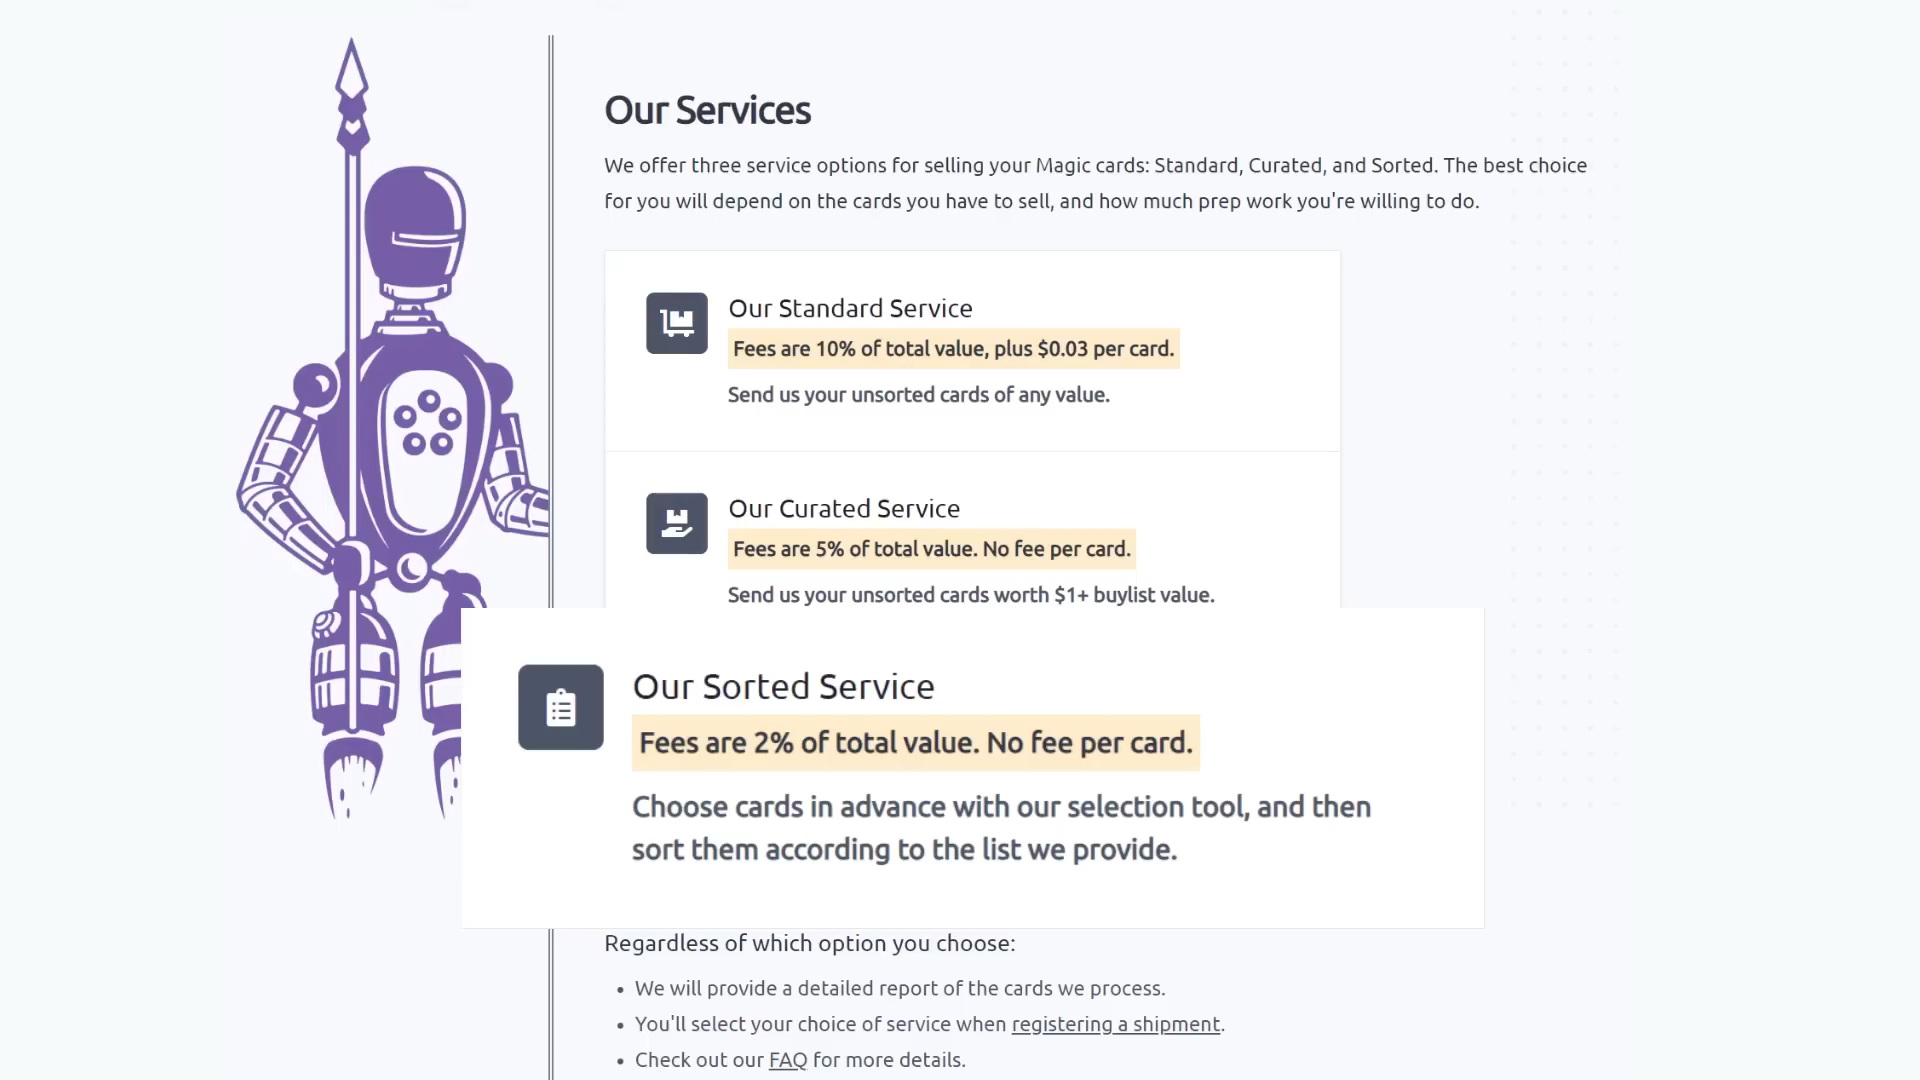 Our Services
We offer three service options for selling your Magic cards: Standard, Curated, and Sorted. The best choice
for you will depend on the cards you have to sell, and how much prep work you're willing to do.
Our Standard Service
Fees are 10% of total value, plus $0.03 per card.
Send us your unsorted cards of any value.
Our Curated Service
Fees are 5% of total value. No fee per card.
Send us your unsorted cards worth $1+ buylist value.
Our Sorted Service
Fees are 2% of total value. No fee per card.
Choose cards in advance with our selection tool, and then
sort them according to the list we provide.
Regardless of which option you choose:
• We will provide a detailed report of the cards we process.
• You'll select your choice of service when registering a shipment.
• Check out our FAQ for more details.